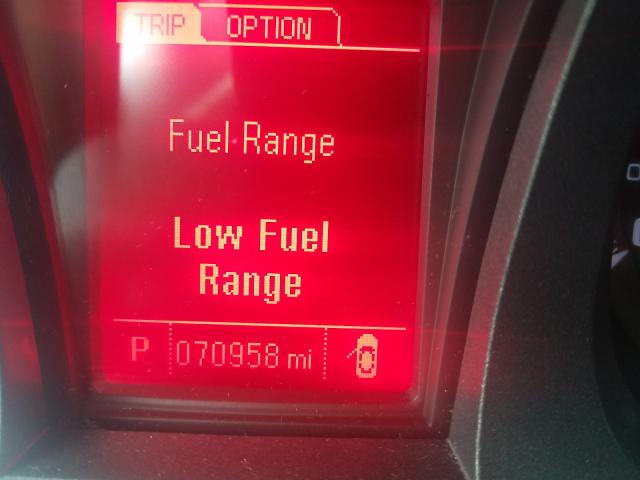 TRIP OPTION
Fuel Range
Low Fuel
Range
P 070958 mi